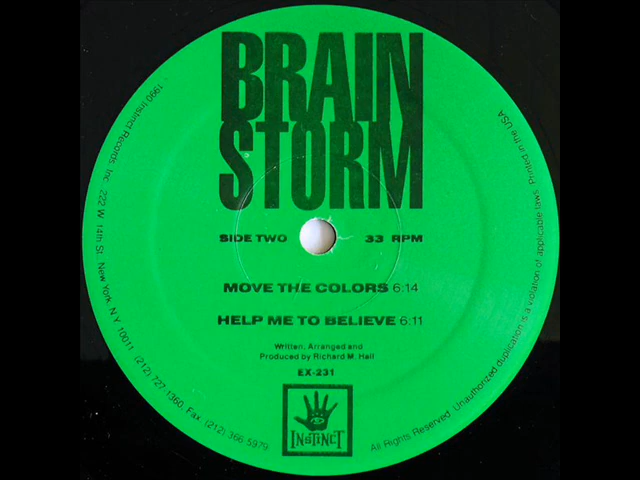 BRAIN
STORM
SIDE TWO 33 RPM
MOVE THE COLORS 6:14
HELP ME TO BELIEVE 6:11
Written, Arranged and
Produced by Richard M. Hall
EX-231
INSTINCT
1990 Instinct Records, Inc. 222 W. 14th St. New York, N.Y. 10011 (212) 727-1360, Fax. (212) 366-5979
All Rights Reserved. Unauthorized duplication is a violation of applicable laws. Printed in the USA